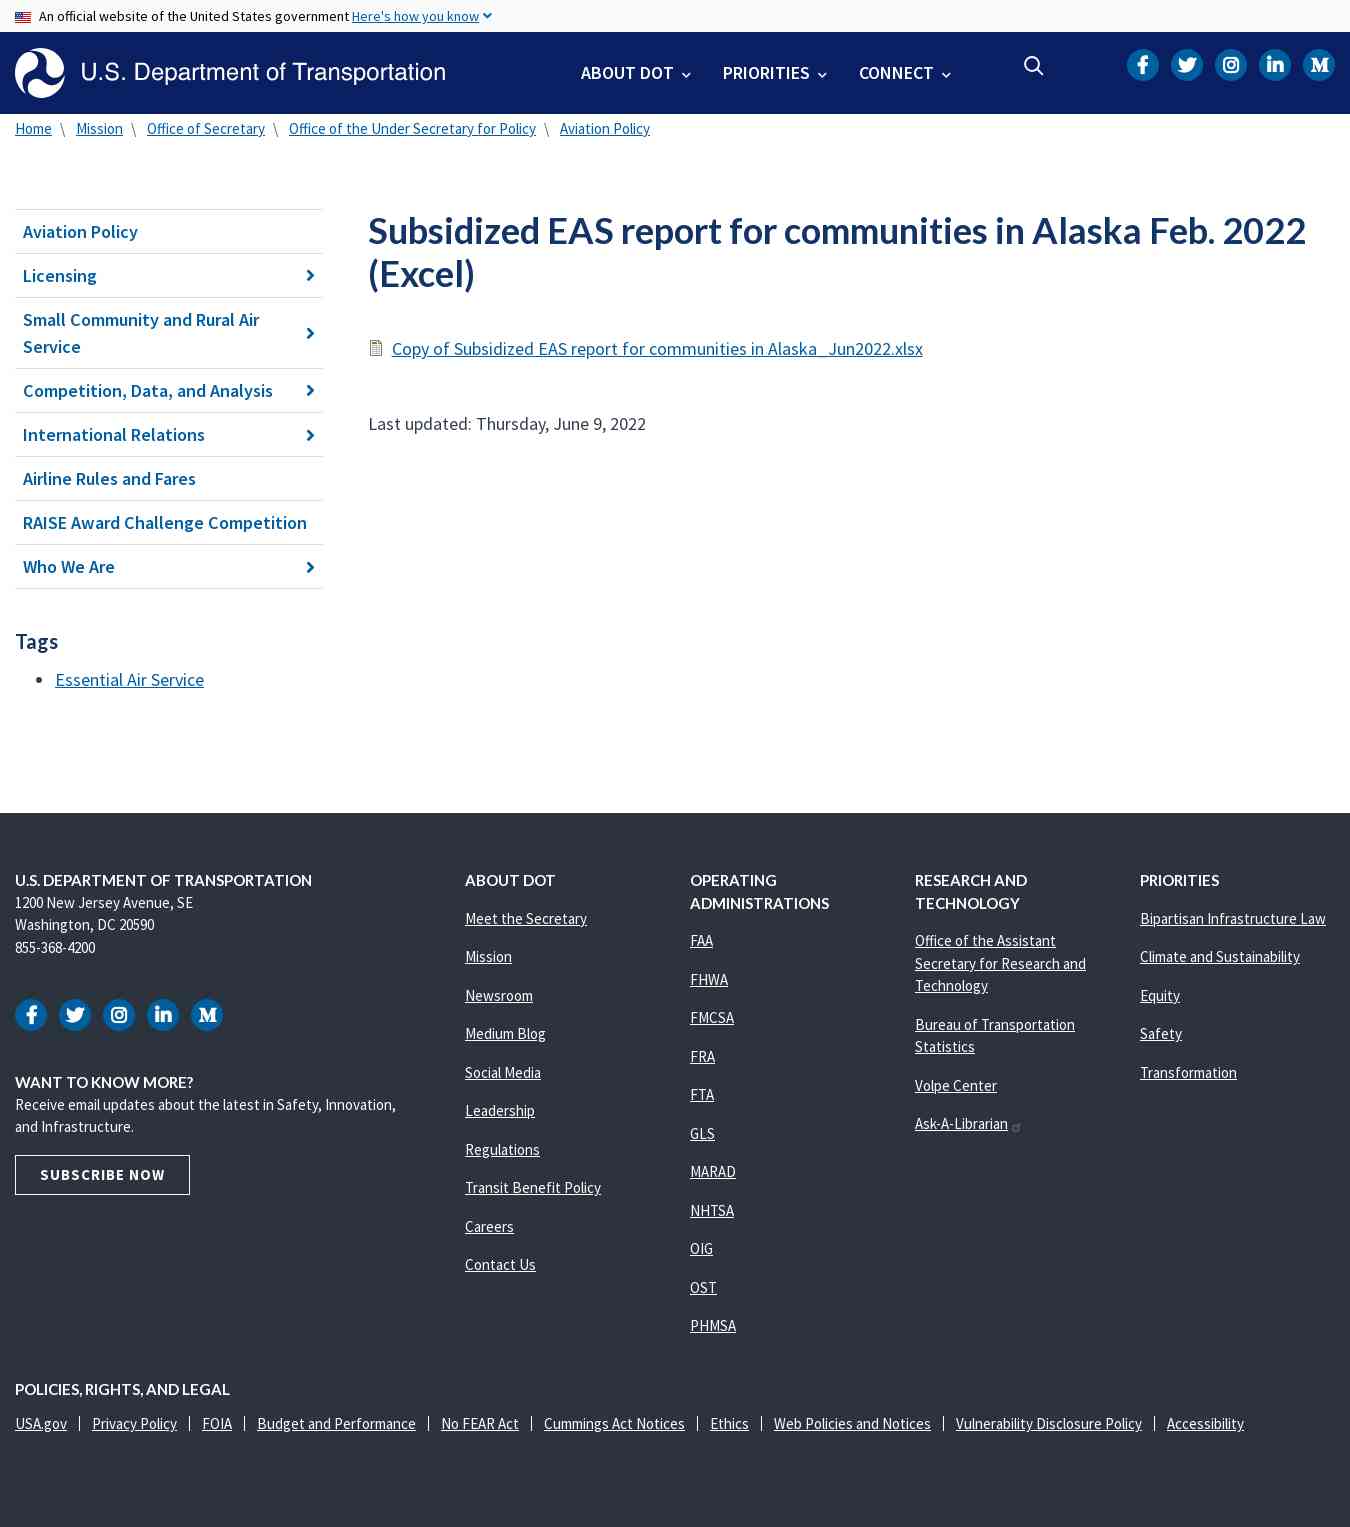 An official website of the United States government Here's how you know
U.S. Department of Transportation
ABOUT DOT
PRIORITIES
CONNECT
Home \ Mission \ Office of Secretary \ Office of the Under Secretary for Policy \ Aviation Policy
Aviation Policy
Licensing
Small Community and Rural Air
Service
Competition, Data, and Analysis
International Relations
Airline Rules and Fares
RAISE Award Challenge Competition
Who We Are
Tags
Essential Air Service
Subsidized EAS report for communities in Alaska Feb. 2022
(Excel)
Copy of Subsidized EAS report for communities in Alaska_Jun2022.xlsx
Last updated: Thursday, June 9, 2022
U.S. DEPARTMENT OF TRANSPORTATION
1200 New Jersey Avenue, SE
Washington, DC 20590
855-368-4200
WANT TO KNOW MORE?
Receive email updates about the latest in Safety, Innovation,
and Infrastructure.
SUBSCRIBE NOW
ABOUT DOT
Meet the Secretary
Mission
Newsroom
Medium Blog
Social Media
Leadership
Regulations
Transit Benefit Policy
Careers
Contact Us
OPERATING
ADMINISTRATIONS
FAA
FHWA
FMCSA
FRA
FTA
GLS
MARAD
NHTSA
OIG
OST
PHMSA
RESEARCH AND
TECHNOLOGY
Office of the Assistant
Secretary for Research and
Technology
Bureau of Transportation
Statistics
Volpe Center
Ask-A-Librarian
PRIORITIES
Bipartisan Infrastructure Law
Climate and Sustainability
Equity
Safety
Transformation
POLICIES, RIGHTS, AND LEGAL
USA.gov | Privacy Policy | FOIA | Budget and Performance | No FEAR Act | Cummings Act Notices | Ethics | Web Policies and Notices | Vulnerability Disclosure Policy | Accessibility